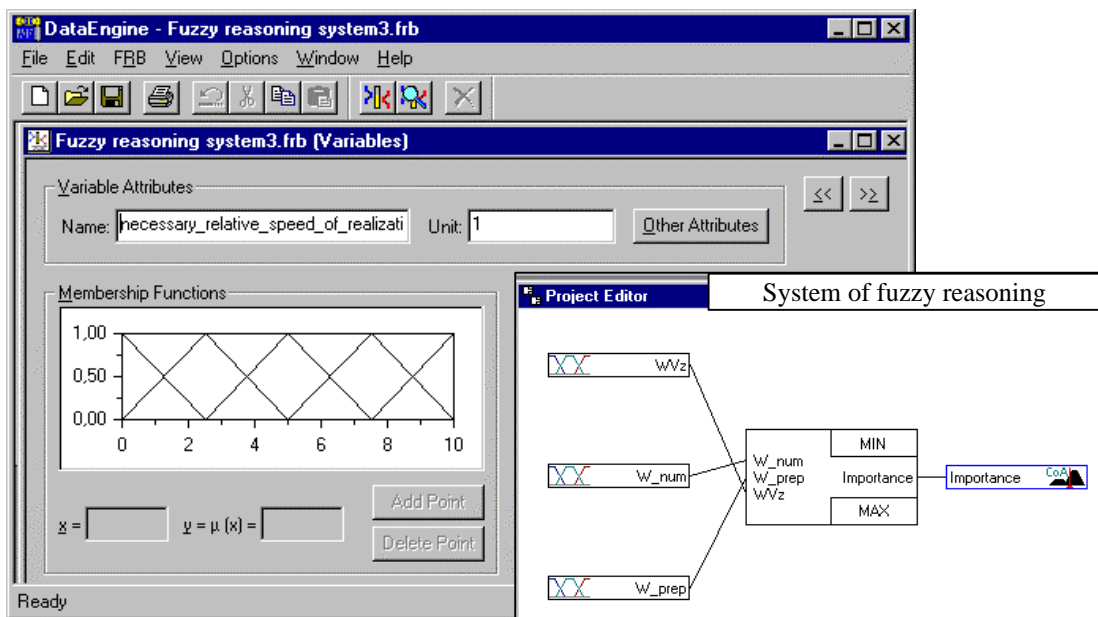 DataEngine - Fuzzy reasoning system3.frb
File Edit FRB View Options Window Help
Fuzzy reasoning system3.frb (Variables)
Variable Attributes
<< >>
Name: necessary_relative_speed_of_realizati Unit: 1 Other Attributes
Membership Functions
1,00
0,50
0,00
0 2 4 6 8 10
x = y = μ (x) =
Add Point
Delete Point
Ready
Project Editor
System of fuzzy reasoning
WVz
W_num
W_prep
MIN
W_num
W_prep
WVz
Importance
MAX
Importance CoA